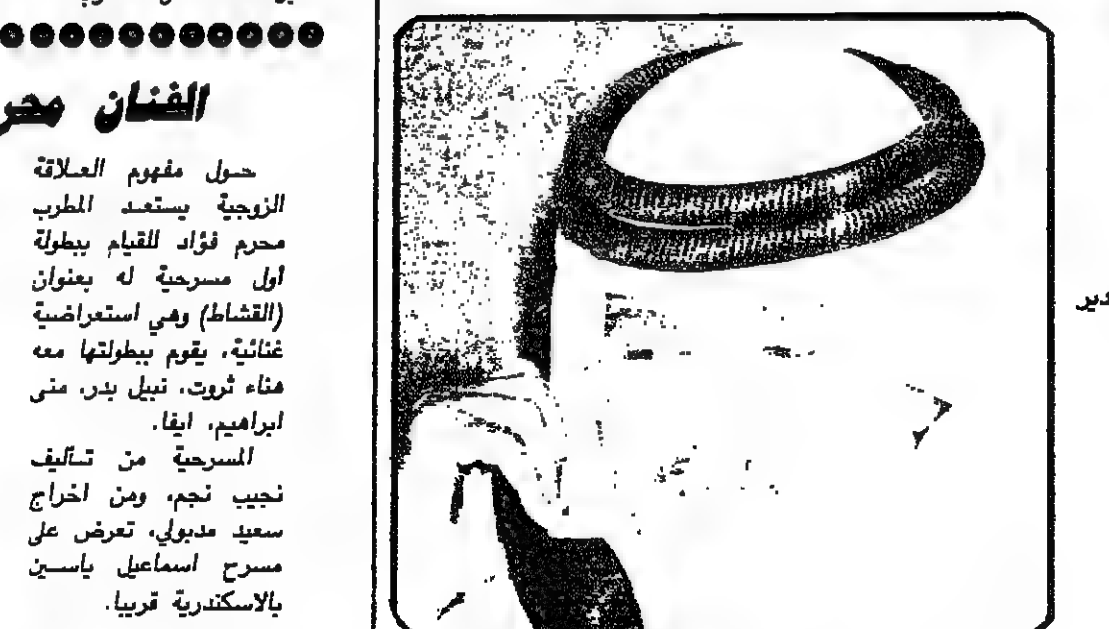 الفنان محر
حول مفهوم العلاقة
الزوجية يستعد المطرب
محرم فؤاد للقيام ببطولة
أول مسرحية له بعنوان
(القشاط) وهي استعراضية
غنائية، يقوم ببطولتها معه
هناء ثروت، نبيل بدر، منى
ابراهيم، ايفا.
المسرحية من تأليف
نجيب نجم، ومن اخراج
سعيد مدبولي، تعرض على
مسرح اسماعيل ياسين
بالاسكندرية قريبا.
دير